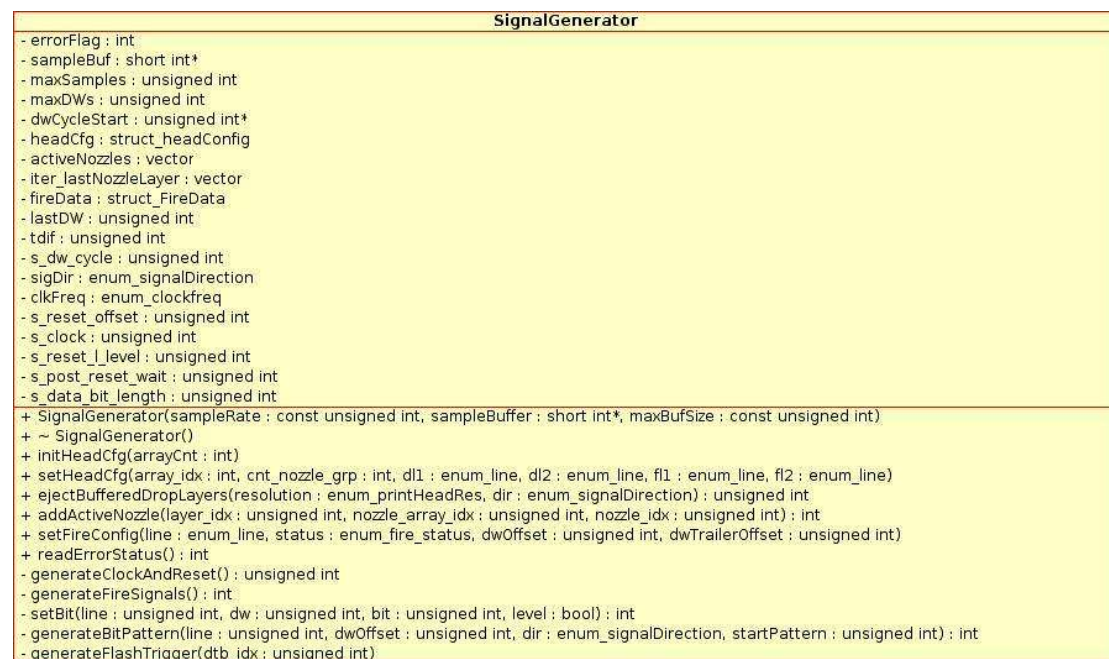 SignalGenerator
- errorFlag : int
- sampleBuf : short int*
- maxSamples : unsigned int
- maxDWs : unsigned int
- dwCycleStart : unsigned int*
- headCfg : struct_headConfig
- activeNozzles : vector
- iter_lastNozzleLayer : vector
- fireData : struct_FireData
- lastDW : unsigned int
- tdif : unsigned int
- s_dw_cycle : unsigned int
- sigDir : enum_signalDirection
- clkFreq : enum_clockfreq
- s_reset_offset : unsigned int
- s_clock : unsigned int
- s_reset_l_level : unsigned int
- s_post_reset_wait : unsigned int
- s_data_bit_length : unsigned int
+ SignalGenerator(sampleRate : const unsigned int, sampleBuffer : short int*, maxBufSize : const unsigned int)
+ ~ SignalGenerator()
+ initHeadCfg(arrayCnt : int)
+ setHeadCfg(array_idx : int, cnt_nozzle_grp : int, dl1 : enum_line, dl2 : enum_line, fl1 : enum_line, fl2 : enum_line)
+ ejectBufferedDropLayers(resolution : enum_printHeadRes, dir : enum_signalDirection) : unsigned int
+ addActiveNozzle(layer_idx : unsigned int, nozzle_array_idx : unsigned int, nozzle_idx : unsigned int) : int
+ setFireConfig(line : enum_line, status : enum_fire_status, dwOffset : unsigned int, dwTrailerOffset : unsigned int)
+ readErrorStatus() : int
- generateClockAndReset() : unsigned int
- generateFireSignals() : int
- setBit(line : unsigned int, dw : unsigned int, bit : unsigned int, level : bool) : int
- generateBitPattern(line : unsigned int, dwOffset : unsigned int, dir : enum_signalDirection, startPattern : unsigned int) : int
- generateFlashTrigger(dtb_idx : unsigned int)